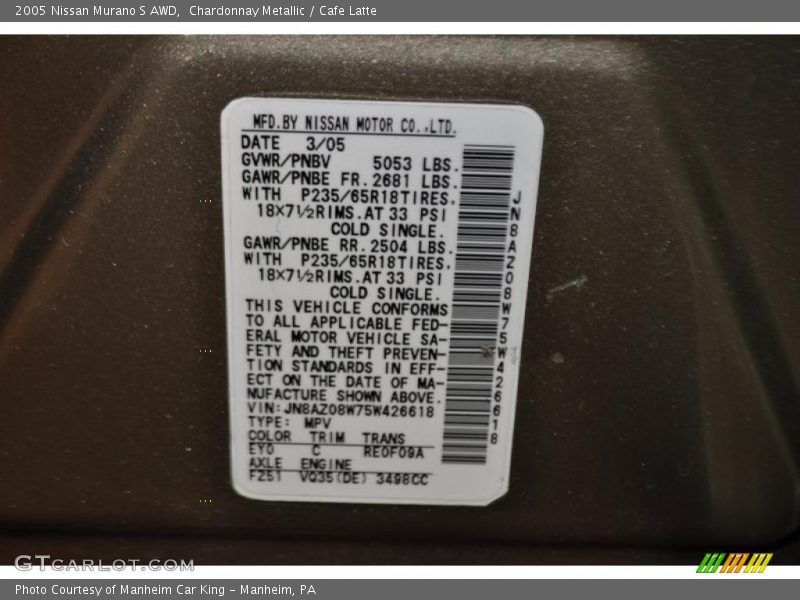 2005 Nissan Murano S AWD,  Chardonnay Metallic / Cafe Latte
MFD.BY NISSAN MOTOR CO.,LTD.
DATE 3/05
GVWR/PNBV 5053 LBS.
GAWR/PNBE FR.2681 LBS.
WITH P235/65R18TIRES.
18X7½RIMS.AT 33 PSI
COLD SINGLE.
GAWR/PNBE RR.2504 LBS.
WITH P235/65R18TIRES.
18X7½RIMS.AT 33 PSI
COLD SINGLE.
THIS VEHICLE CONFORMS
TO ALL APPLICABLE FED-
ERAL MOTOR VEHICLE SA-
FETY AND THEFT PREVEN-
TION STANDARDS IN EFF-
ECT ON THE DATE OF MA-
NUFACTURE SHOWN ABOVE.
VIN:JN8AZ08W75W426618
TYPE: MPV
COLOR TRIM TRANS
EY0 C RE0F09A
AXLE ENGINE
FZ51 VQ35(DE) 3498CC
JN8AZ08W75W426618
GTCARLOT.COM
Photo Courtesy of Manheim Car King – Manheim, PA